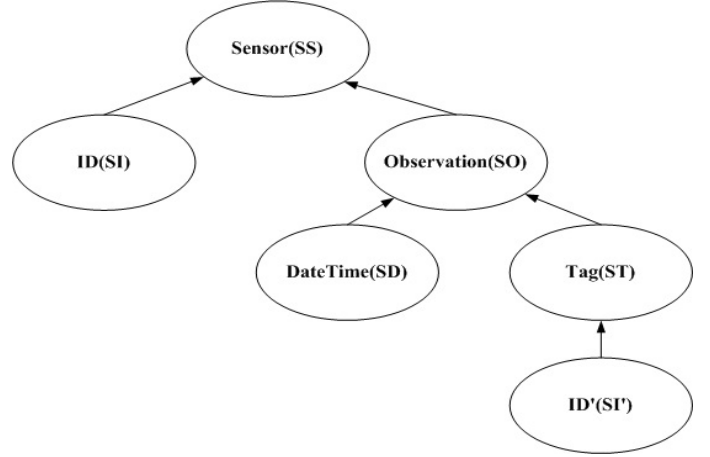 Sensor(SS)
ID(SI)
Observation(SO)
DateTime(SD)
Tag(ST)
ID'(SI')